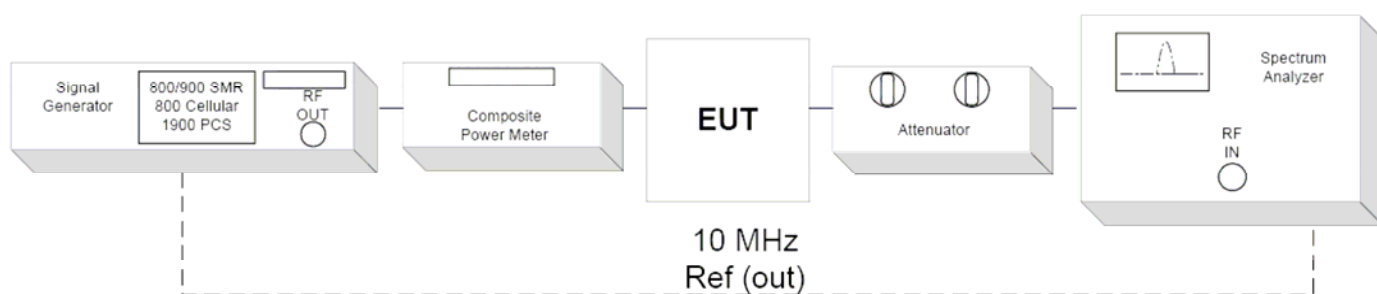 Signal
Generator
800/900 SMR
800 Cellular
1900 PCS
RF
OUT
Composite
Power Meter
EUT
Attenuator
Spectrum
Analyzer
RF
IN
10 MHz
Ref (out)